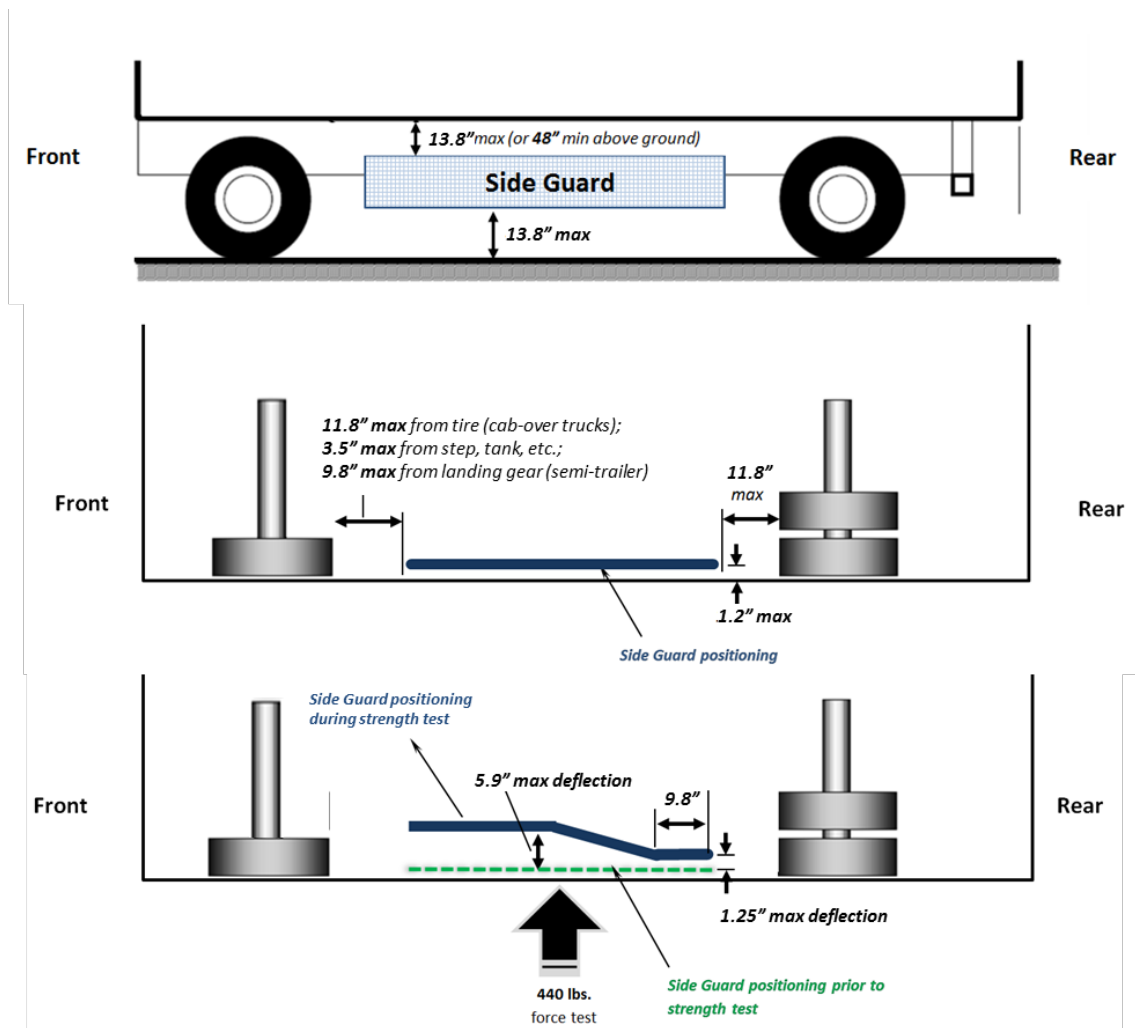 13.8” max (or 48” min above ground)
Front
Rear
Side Guard
13.8” max
11.8” max from tire (cab-over trucks);
3.5” max from step, tank, etc.;
9.8” max from landing gear (semi-trailer)
11.8”
max
Front
Rear
1.2” max
Side Guard positioning
Side Guard positioning
during strength test
5.9” max deflection
9.8”
Front
Rear
1.25” max deflection
440 lbs.
force test
Side Guard positioning prior to
strength test